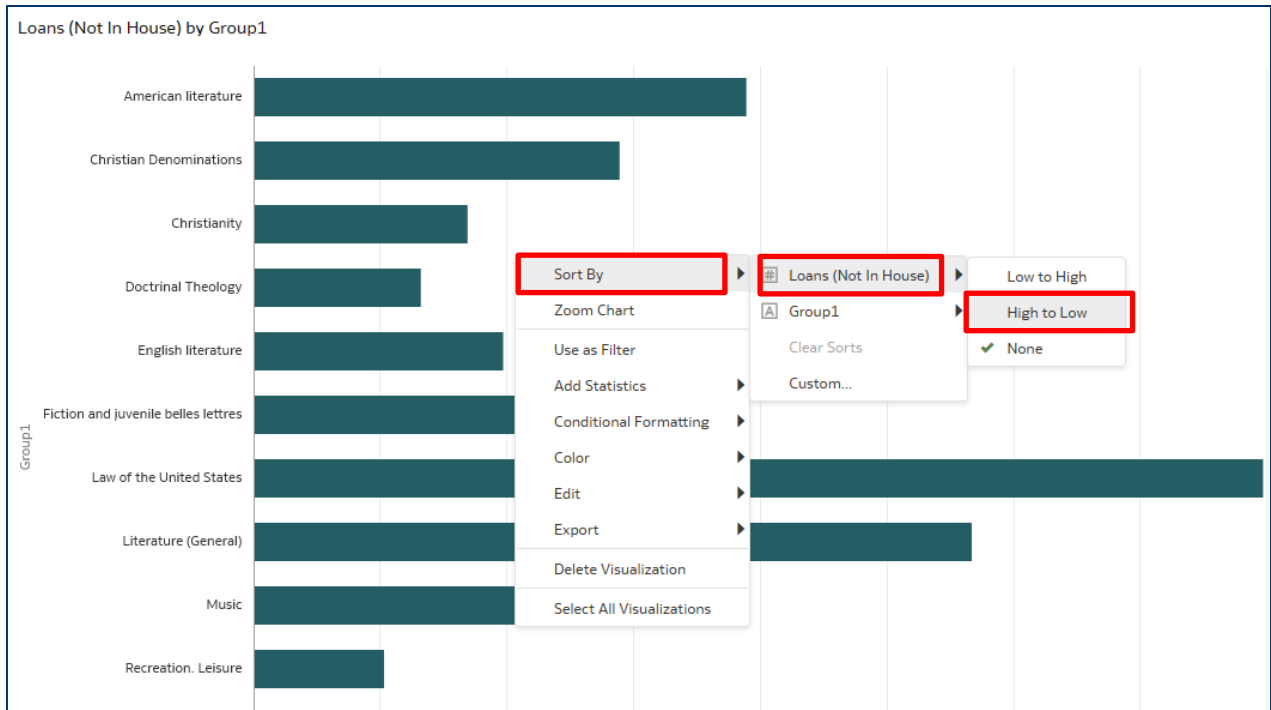 Loans (Not In House) by Group1
American literature
Christian Denominations
Christianity
Doctrinal Theology
English literature
Fiction and juvenile belles lettres
Law of the United States
Literature (General)
Music
Recreation. Leisure
Group1
Sort By
Zoom Chart
Use as Filter
Add Statistics
Conditional Formatting
Color
Edit
Export
Delete Visualization
Select All Visualizations
# Loans (Not In House)
A Group1
Clear Sorts
Custom...
Low to High
High to Low
None